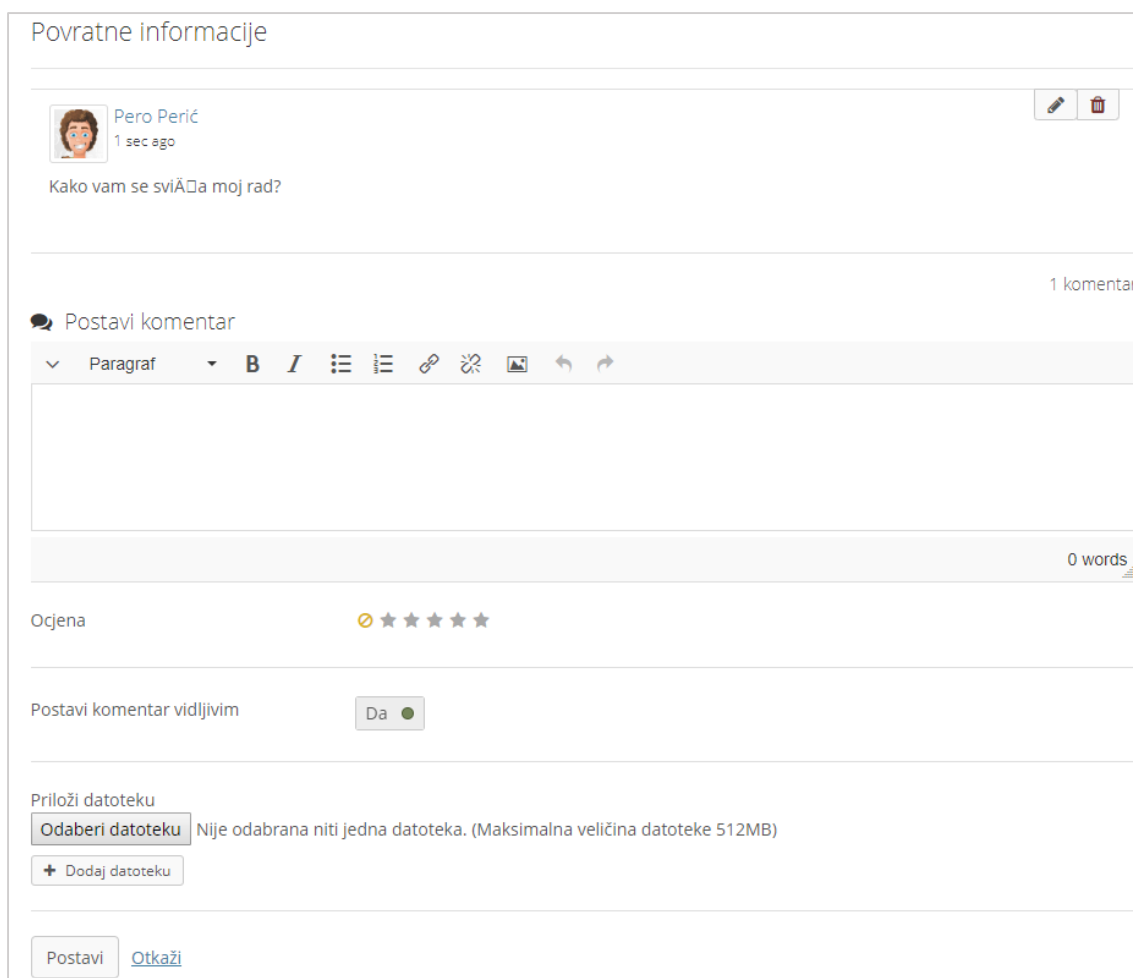 Povratne informacije
Pero Perić
1 sec ago
Kako vam se sviÄ□a moj rad?
1 komentar
Postavi komentar
Paragraf B I
0 words
Ocjena
Postavi komentar vidljivim Da
Priloži datoteku
Odaberi datoteku Nije odabrana niti jedna datoteka. (Maksimalna veličina datoteke 512MB)
+ Dodaj datoteku
Postavi Otkaži